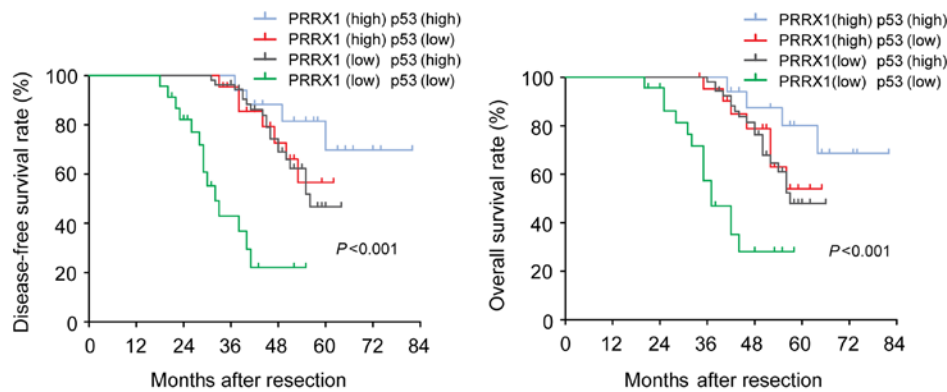 PRRX1 (high) p53 (high)
PRRX1 (high) p53 (low)
PRRX1 (low) p53 (high)
PRRX1 (low) p53 (low)
Disease-free survival rate (%)
100
80
60
40
20
0
P<0.001
0 12 24 36 48 60 72 84
Months after resection
PRRX1(high) p53 (high)
PRRX1(high) p53 (low)
PRRX1(low) p53 (high)
PRRX1(low) p53 (low)
Overall survival rate (%)
100
80
60
40
20
0
P<0.001
0 12 24 36 48 60 72 84
Months after resection